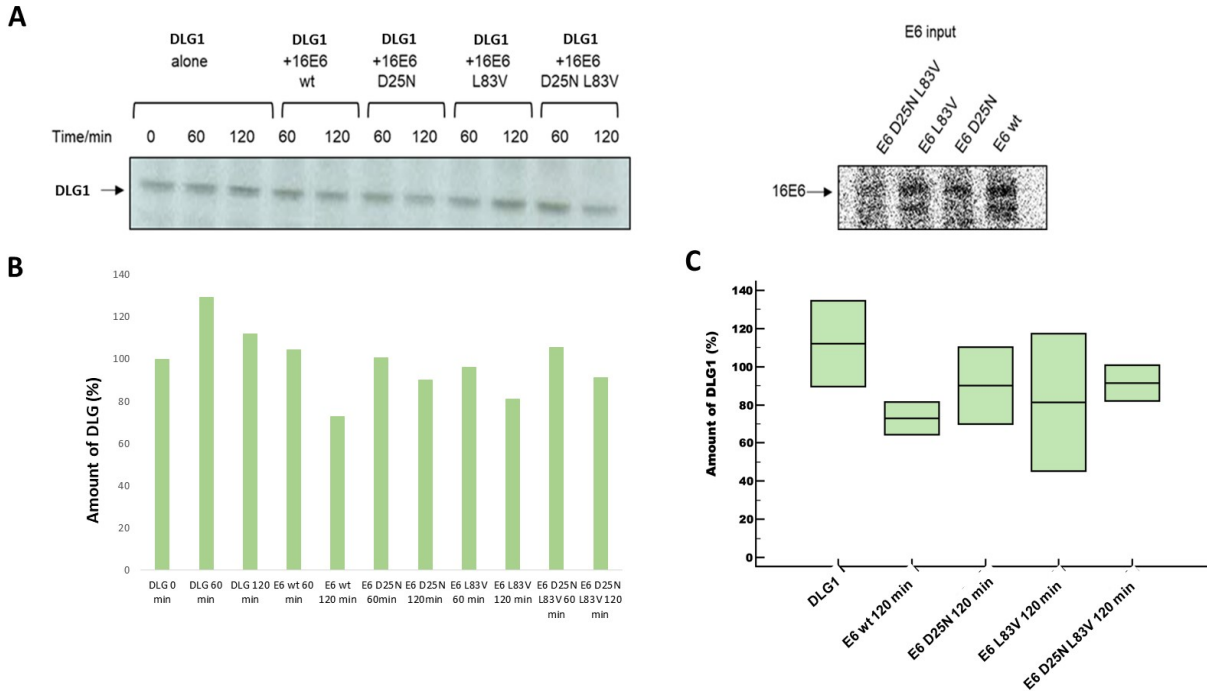 A
DLG1
alone
DLG1
+16E6
wt
DLG1
+16E6
D25N
DLG1
+16E6
L83V
DLG1
+16E6
D25N L83V
Time/min 0 60 120 60 120 60 120 60 120 60 120
DLG1
E6 input
E6 D25N L83V
E6 L83V
E6 D25N
E6 wt
16E6
B
Amount of DLG (%)
140
120
100
80
60
40
20
0
DLG 0
min
DLG 60
min
DLG 120
min
E6 wt 60
min
E6 wt
120 min
E6 D25N
60min
E6 D25N
120min
E6 L83V
60 min
E6 L83V
120 min
E6 D25N
L83V 60
min
E6 D25N
L83V 120
min
C
Amount of DLG1 (%)
140
120
100
80
60
40
20
0
DLG1
E6 wt 120 min
E6 D25N 120 min
E6 L83V 120 min
E6 D25N L83V 120 min